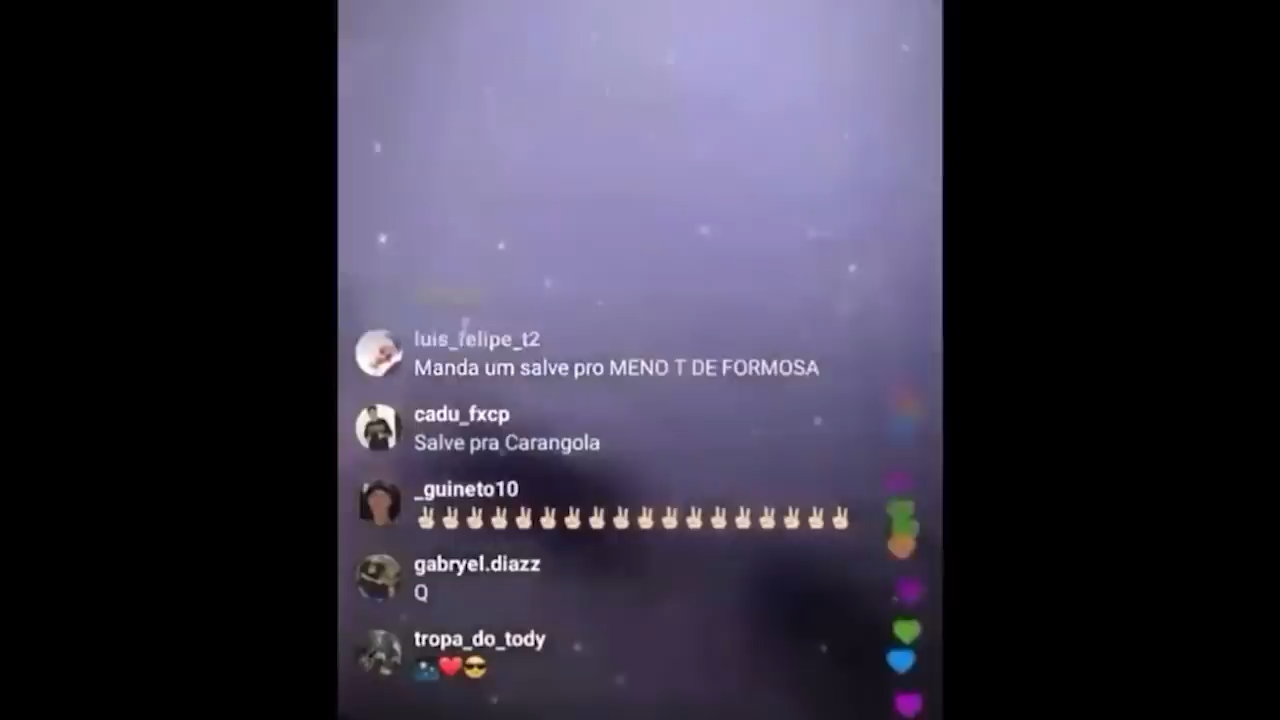 luis_felipe_t2
Manda um salve pro MENO T DE FORMOSA
cadu_fxcp
Salve pra Carangola
_guineto10
✌🏻✌🏻✌🏻✌🏻✌🏻✌🏻✌🏻✌🏻✌🏻✌🏻✌🏻✌🏻✌🏻✌🏻✌🏻✌🏻✌🏻✌🏻
gabryel.diazz
Q
tropa_do_tody
🌃❤️😎